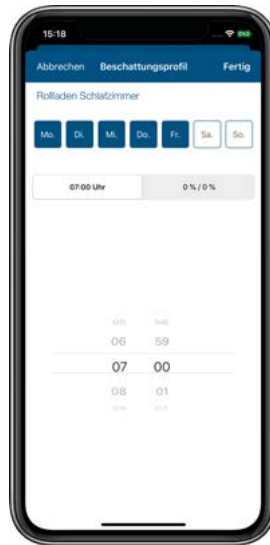 15:18
Abbrechen Beschattungsprofil Fertig
Rollladen Schlafzimmer
Mo. Di. Mi. Do. Fr. Sa. So.
07:00 Uhr 0 % / 0 %
06 59
07 00
08 01